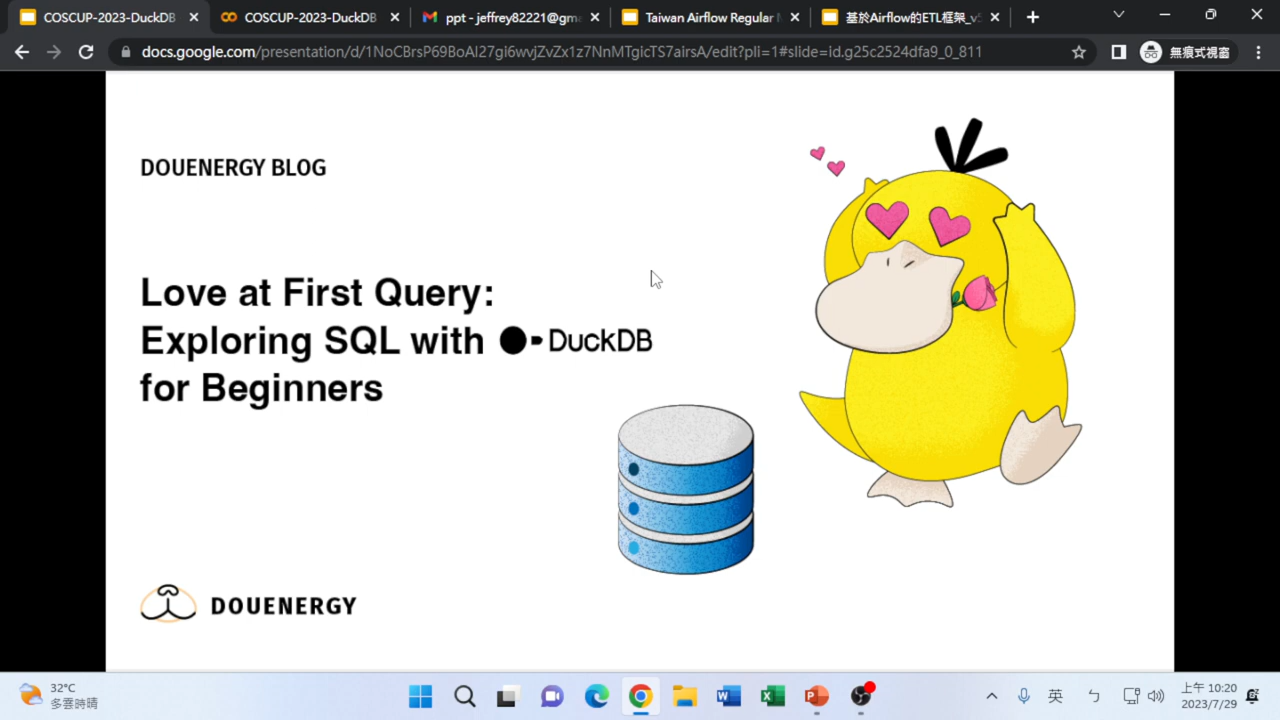 COSCUP-2023-DuckDB
COSCUP-2023-DuckDB
ppt - jeffrey82221@gma
Taiwan Airflow Regular M
基於Airflow的ETL框架_v5
docs.google.com/presentation/d/1NoCBrsP69BoAI27gi6wvjZvZx1z7NnMTgicTS7airsA/edit?pli=1#slide=id.g25c2524dfa9_0_811
無痕式視窗
DOUENERGY BLOG
Love at First Query:
Exploring SQL with DuckDB
for Beginners
DOUENERGY
32°C
多雲時晴
英
ㄅ
上午 10:20
2023/7/29